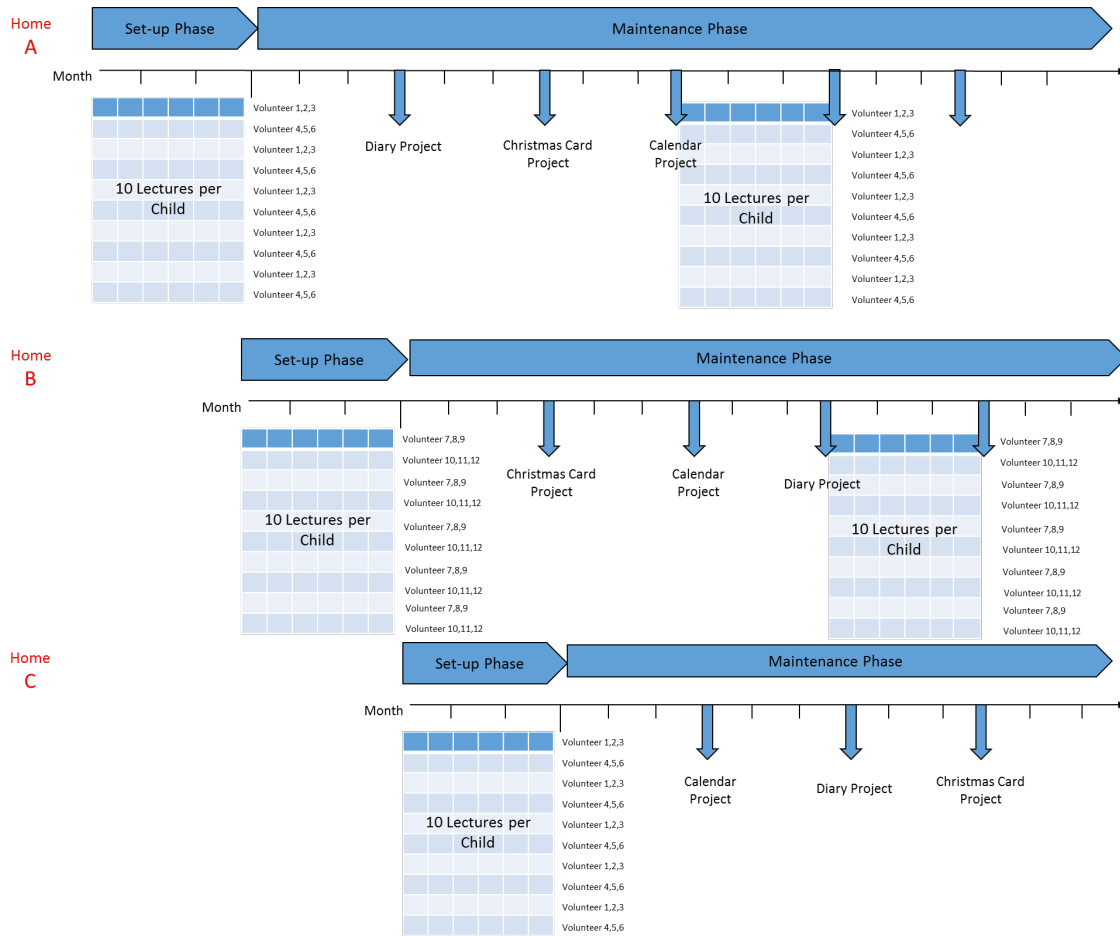 Home
A
Set-up Phase
Maintenance Phase
Month
Volunteer 1,2,3
Volunteer 4,5,6
Volunteer 1,2,3
Volunteer 4,5,6
Volunteer 1,2,3
Volunteer 4,5,6
Volunteer 1,2,3
Volunteer 4,5,6
Volunteer 1,2,3
Volunteer 4,5,6
10 Lectures per
Child
Diary Project
Christmas Card
Project
Calendar
Project
10 Lectures per
Child
Volunteer 1,2,3
Volunteer 4,5,6
Volunteer 1,2,3
Volunteer 4,5,6
Volunteer 1,2,3
Volunteer 4,5,6
Volunteer 1,2,3
Volunteer 4,5,6
Volunteer 1,2,3
Volunteer 4,5,6
Home
B
Set-up Phase
Maintenance Phase
Month
10 Lectures per
Child
Volunteer 7,8,9
Volunteer 10,11,12
Volunteer 7,8,9
Volunteer 10,11,12
Volunteer 7,8,9
Volunteer 10,11,12
Volunteer 7,8,9
Volunteer 10,11,12
Volunteer 7,8,9
Volunteer 10,11,12
Christmas Card
Project
Calendar
Project
Diary Project
10 Lectures per
Child
Volunteer 7,8,9
Volunteer 10,11,12
Volunteer 7,8,9
Volunteer 10,11,12
Volunteer 7,8,9
Volunteer 10,11,12
Volunteer 7,8,9
Volunteer 10,11,12
Volunteer 7,8,9
Volunteer 10,11,12
Home
C
Set-up Phase
Maintenance Phase
Month
10 Lectures per
Child
Volunteer 1,2,3
Volunteer 4,5,6
Volunteer 1,2,3
Volunteer 4,5,6
Volunteer 1,2,3
Volunteer 4,5,6
Volunteer 1,2,3
Volunteer 4,5,6
Volunteer 1,2,3
Volunteer 4,5,6
Calendar
Project
Diary Project
Christmas Card
Project